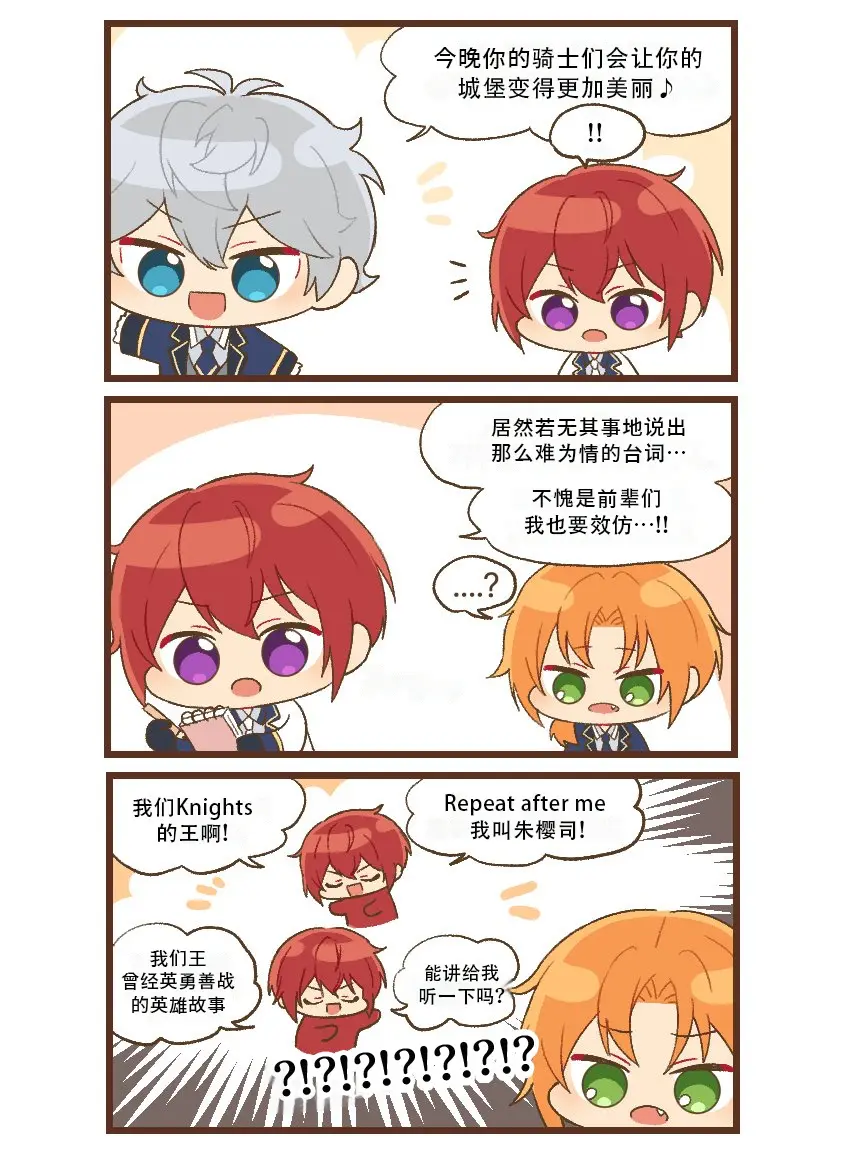 今晚你的骑士们会让你的
城堡变得更加美丽♪
!!
居然若无其事地说出
那么难为情的台词…
不愧是前辈们
我也要效仿…!!
....?
我们Knights
的王啊!
Repeat after me
我叫朱樱司!
我们王
曾经英勇善战
的英雄故事
能讲给我
听一下吗?
?!?!?!?!?!?!?